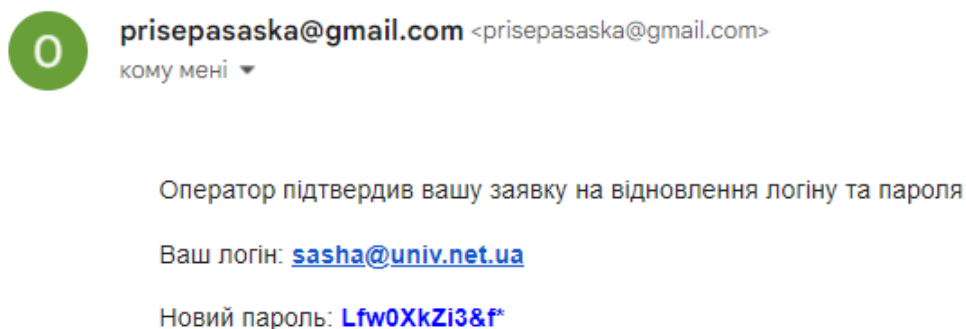 О
prisepasaska@gmail.com <prisepasaska@gmail.com>
кому мені
Оператор підтвердив вашу заявку на відновлення логіну та пароля
Ваш логін: sasha@univ.net.ua
Новий пароль: Lfw0XkZi3&f*